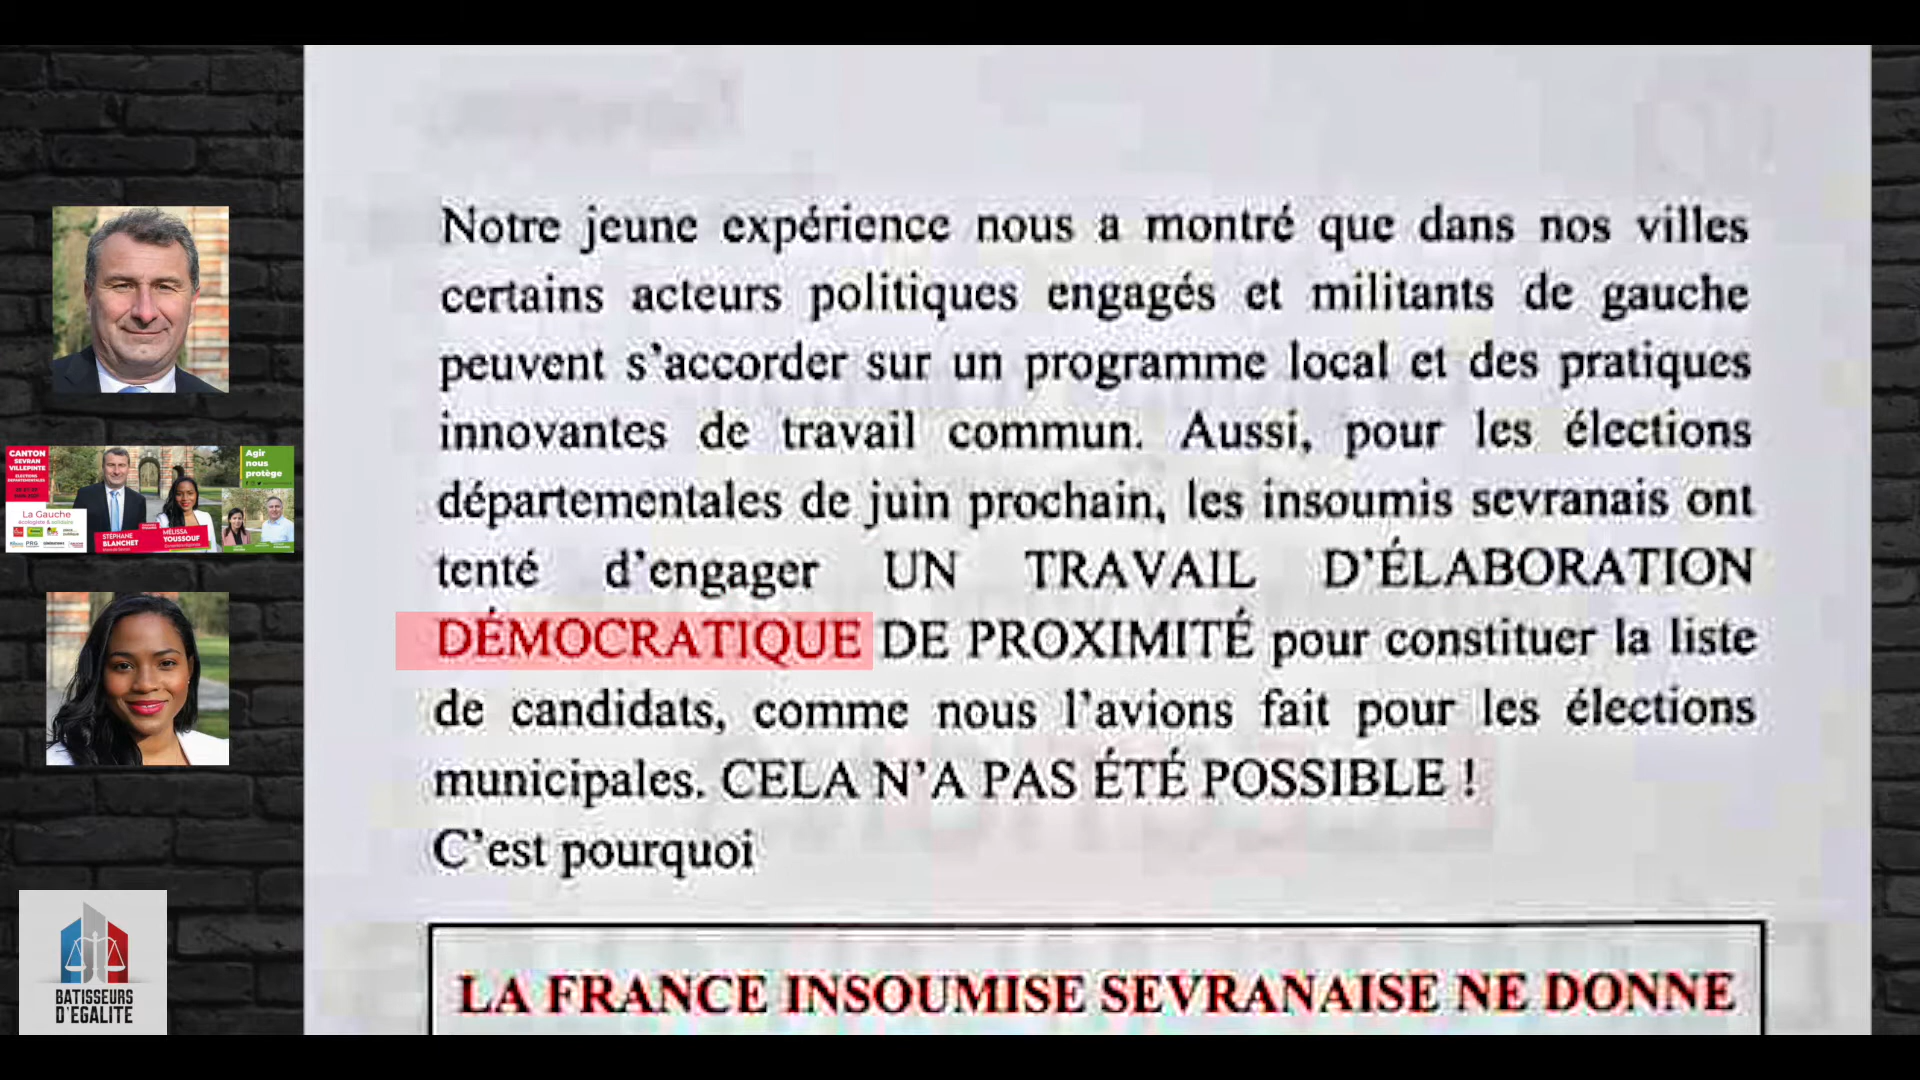 CANTON
SEVRAN
VILLEPINTE
Agir
nous
protège
La Gauche
écologiste & solidaire
PRG
STÉPHANE
BLANCHET
MÉLISSA
YOUSSOUF
BATISSEURS
D'EGALITE
Notre jeune expérience nous a montré que dans nos villes
certains acteurs politiques engagés et militants de gauche
peuvent s'accorder sur un programme local et des pratiques
innovantes de travail commun. Aussi, pour les élections
départementales de juin prochain, les insoumis sevranais ont
tenté d'engager UN TRAVAIL D'ÉLABORATION
DÉMOCRATIQUE DE PROXIMITÉ pour constituer la liste
de candidats, comme nous l'avions fait pour les élections
municipales. CELA N'A PAS ÉTÉ POSSIBLE !
C'est pourquoi
LA FRANCE INSOUMISE SEVRANAISE NE DONNE